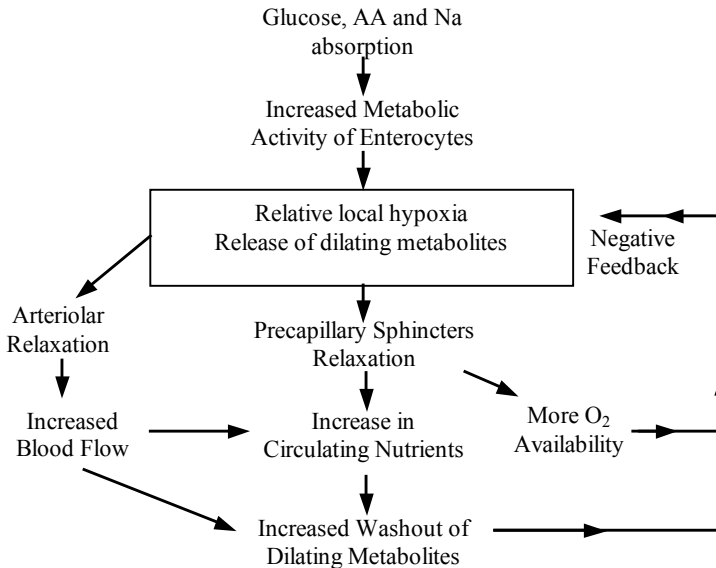 Glucose, AA and Na
absorption
Increased Metabolic
Activity of Enterocytes
Relative local hypoxia
Release of dilating metabolites
Negative
Feedback
Arteriolar
Relaxation
Precapillary Sphincters
Relaxation
Increased
Blood Flow
Increase in
Circulating Nutrients
More O₂
Availability
Increased Washout of
Dilating Metabolites